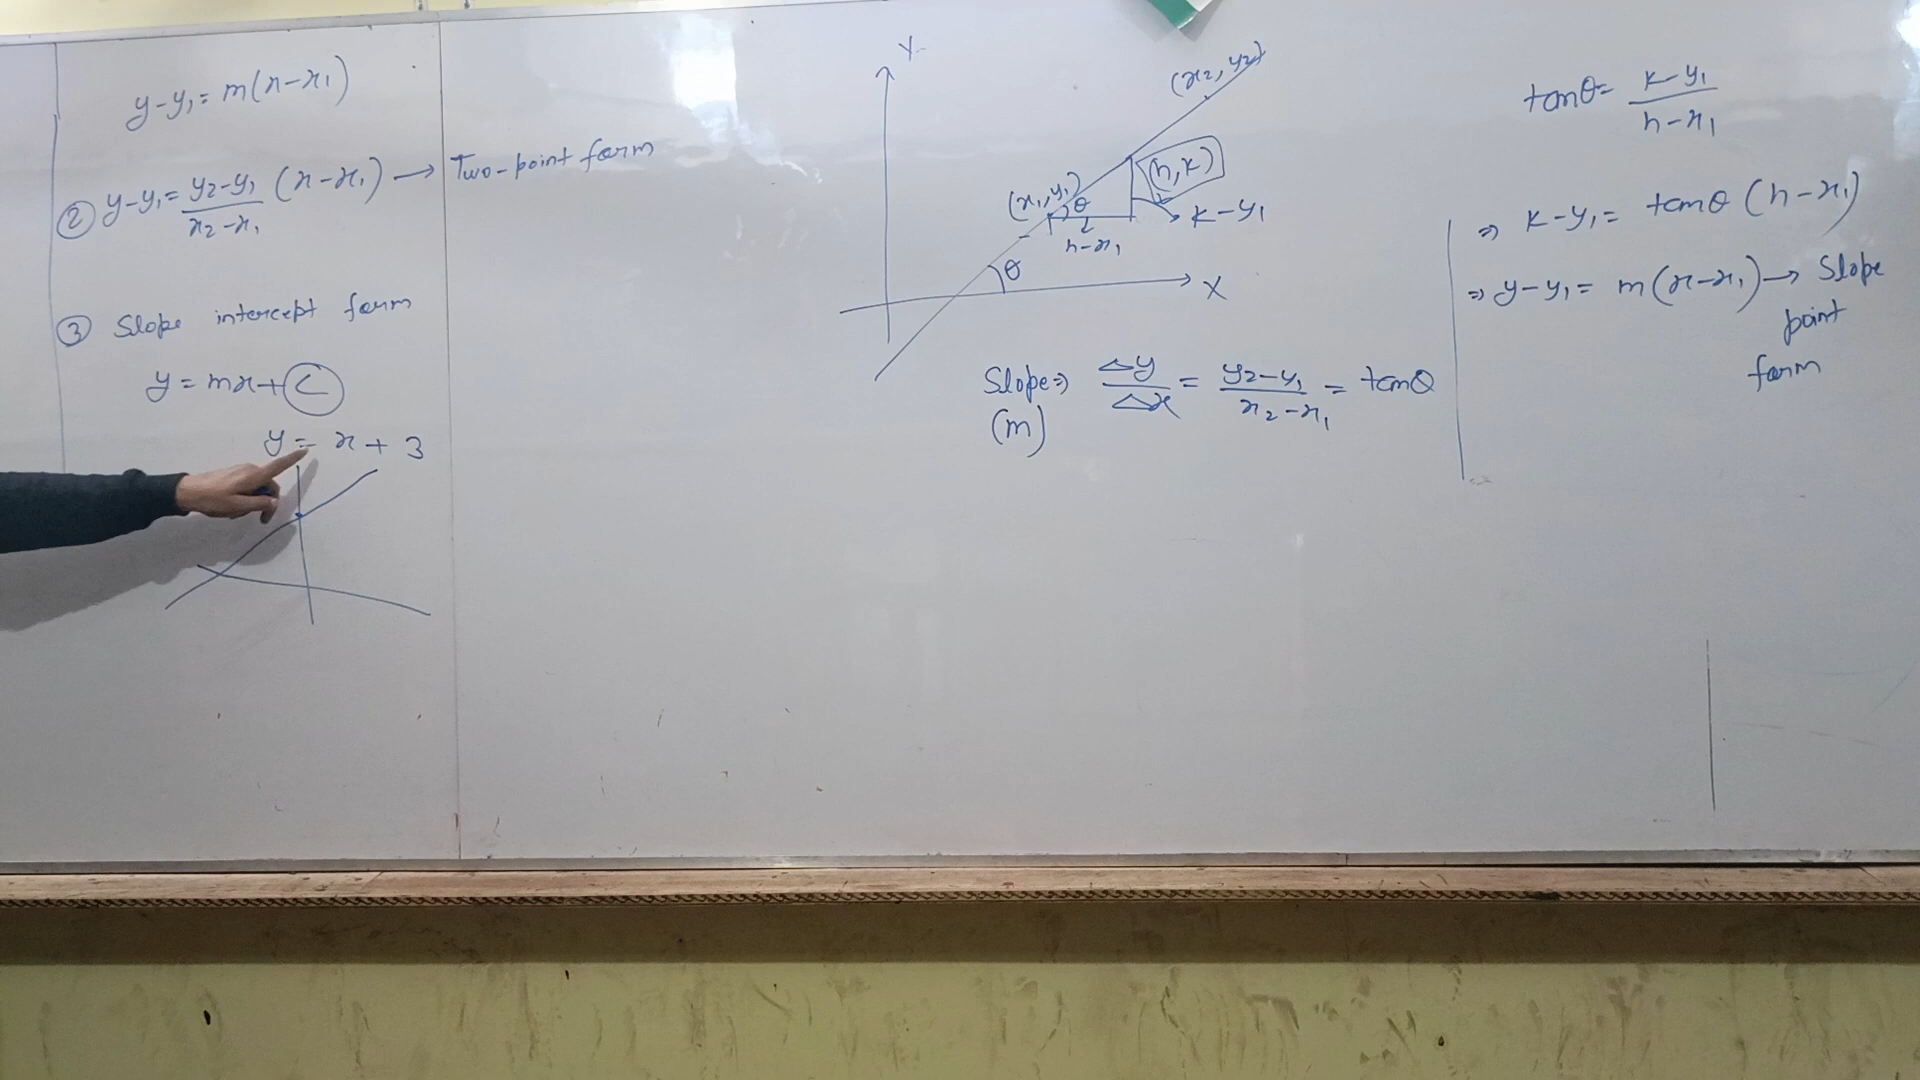 y-y₁ = m(x-x₁)
② y-y₁ = y₂-y₁/x₂-x₁ (x-x₁) → Two-point form
③ Slope intercept form
y = mx + C
y = x + 3
Y
(x₂, y₂)
(h, k)
(x₁, y₁)
θ
k-y₁
h-x₁
θ
X
Slope ⇒ Δy/Δx = y₂-y₁/x₂-x₁ = tanθ
(m)
tanθ = k-y₁/h-x₁
⇒ k-y₁ = tanθ (h-x₁)
⇒ y-y₁ = m(x-x₁) → Slope
point
form